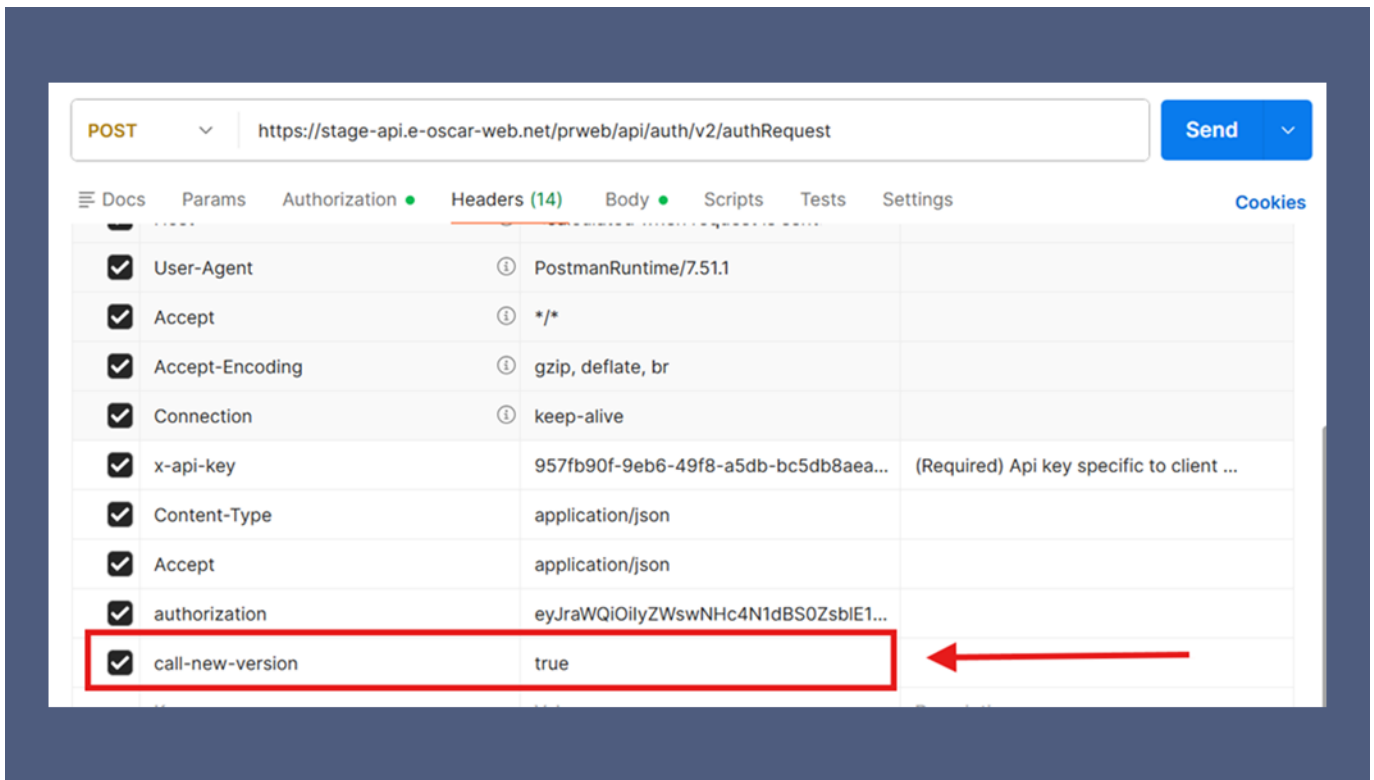 POST https://stage-api.e-oscar-web.net/prweb/api/auth/v2/authRequest Send
Docs Params Authorization Headers (14) Body Scripts Tests Settings Cookies
User-Agent PostmanRuntime/7.51.1
Accept */*
Accept-Encoding gzip, deflate, br
Connection keep-alive
x-api-key 957fb90f-9eb6-49f8-a5db-bc5db8aea... (Required) Api key specific to client ...
Content-Type application/json
Accept application/json
authorization eyJraWQiOiIyZWswNHc4N1dBS0ZsblE1...
call-new-version true